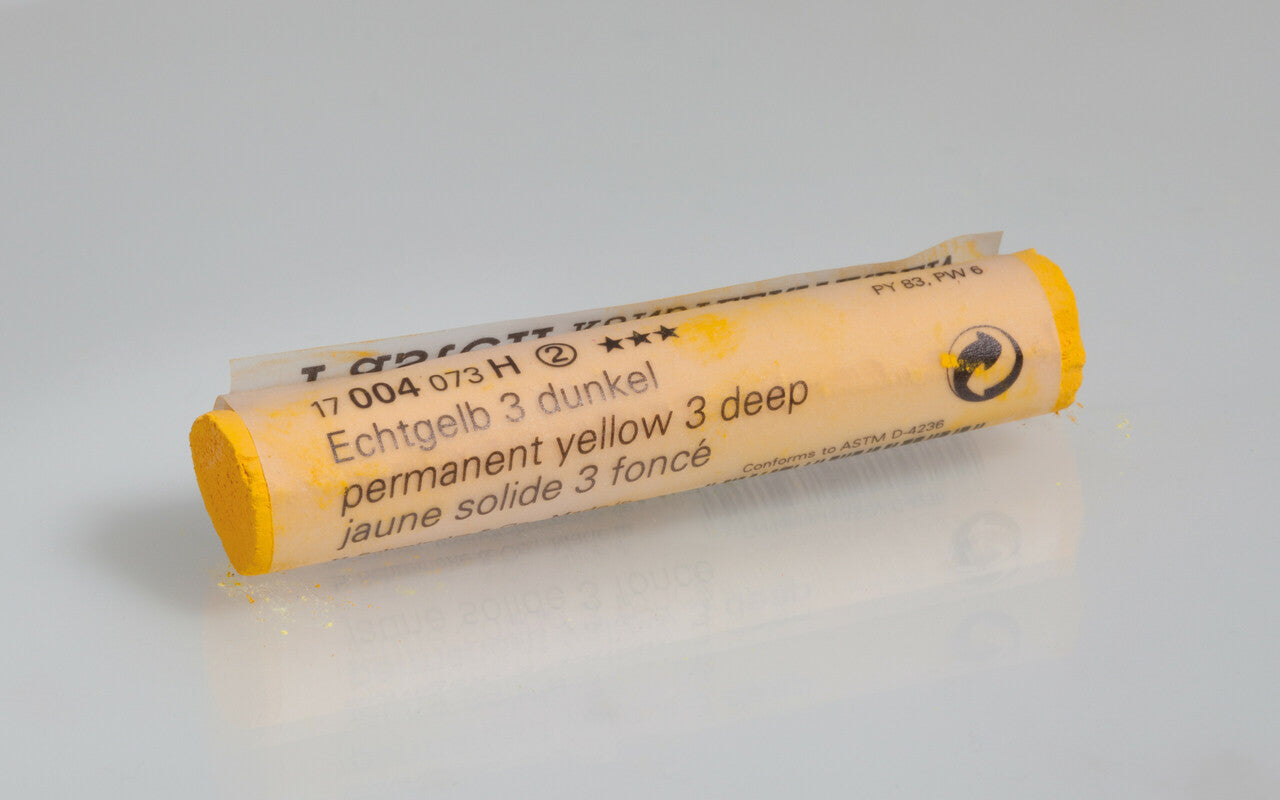 PY 83, PW 6
17 004 073 H ② ★★★
Echtgelb 3 dunkel
permanent yellow 3 deep
jaune solide 3 foncé
Conforms to ASTM D-4236